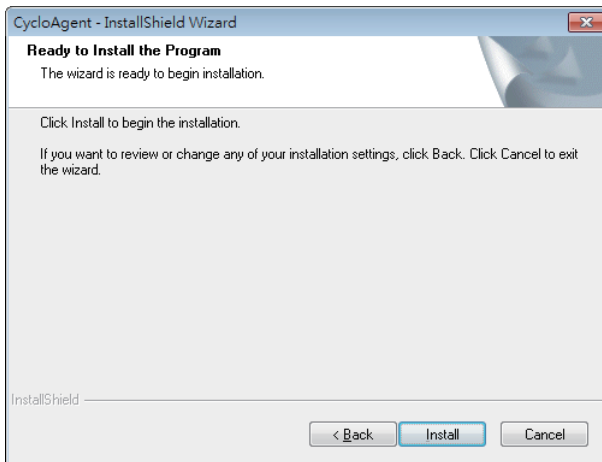 CycloAgent - InstallShield Wizard
Ready to Install the Program
The wizard is ready to begin installation.
Click Install to begin the installation.
If you want to review or change any of your installation settings, click Back. Click Cancel to exit
the wizard.
InstallShield
< Back
Install
Cancel